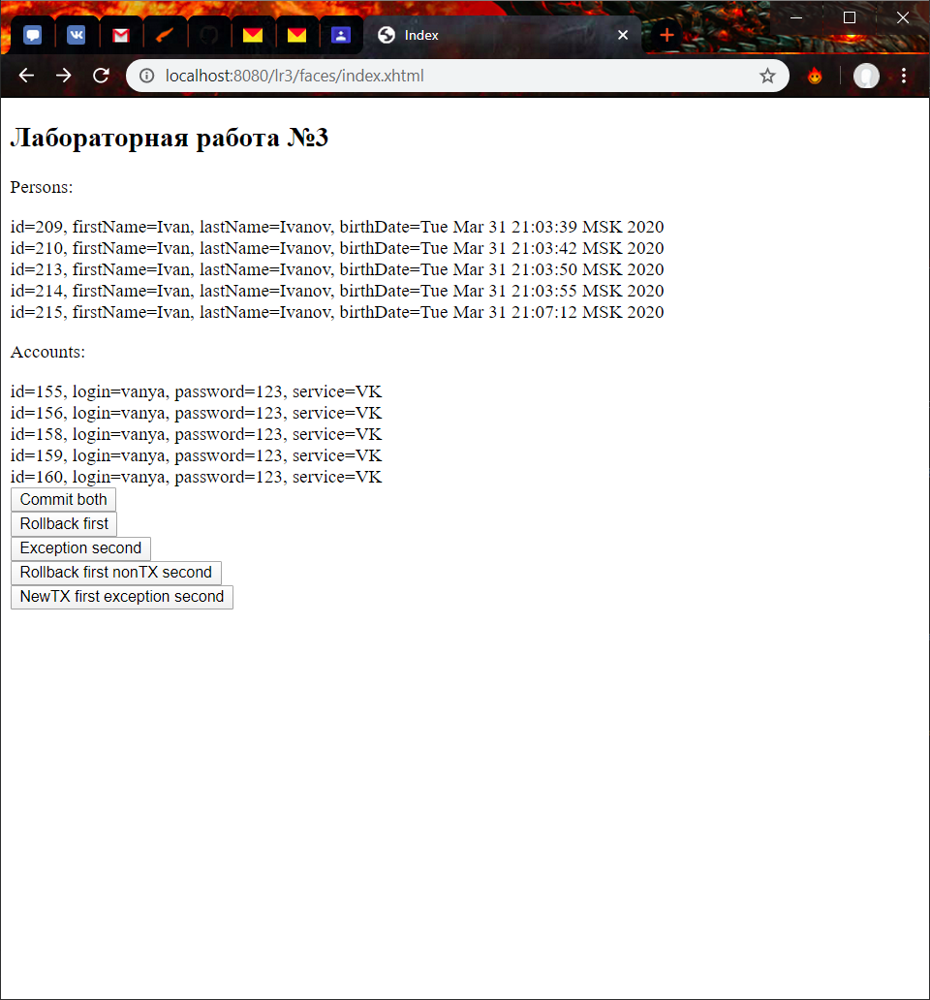 Index
localhost:8080/lr3/faces/index.xhtml
Лабораторная работа №3
Persons:
id=209, firstName=Ivan, lastName=Ivanov, birthDate=Tue Mar 31 21:03:39 MSK 2020
id=210, firstName=Ivan, lastName=Ivanov, birthDate=Tue Mar 31 21:03:42 MSK 2020
id=213, firstName=Ivan, lastName=Ivanov, birthDate=Tue Mar 31 21:03:50 MSK 2020
id=214, firstName=Ivan, lastName=Ivanov, birthDate=Tue Mar 31 21:03:55 MSK 2020
id=215, firstName=Ivan, lastName=Ivanov, birthDate=Tue Mar 31 21:07:12 MSK 2020
Accounts:
id=155, login=vanya, password=123, service=VK
id=156, login=vanya, password=123, service=VK
id=158, login=vanya, password=123, service=VK
id=159, login=vanya, password=123, service=VK
id=160, login=vanya, password=123, service=VK
Commit both
Rollback first
Exception second
Rollback first nonTX second
NewTX first exception second